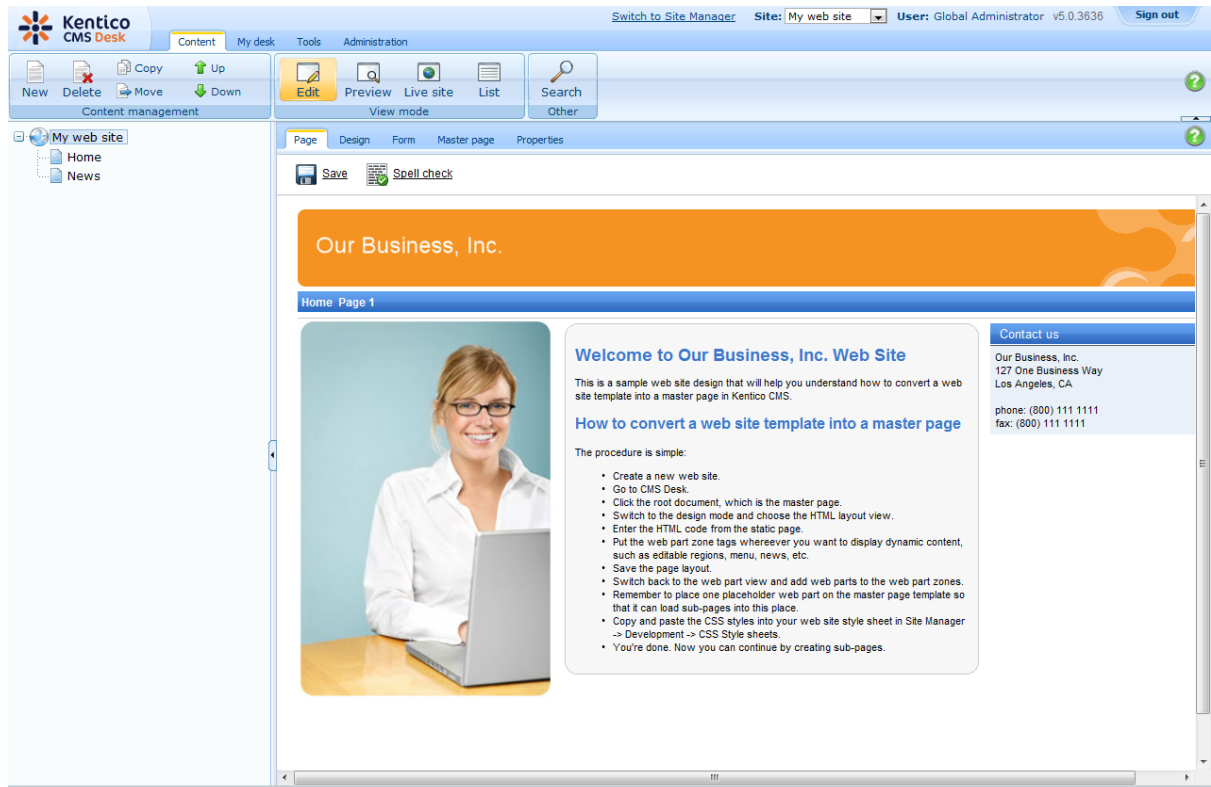 Kentico
CMS Desk
Switch to Site Manager Site: My web site User: Global Administrator v5.0.3636 Sign out
Content My desk Tools Administration
New Delete Copy Move Up Down
Content management
Edit Preview Live site List
View mode
Search
Other
My web site
Home
News
Page Design Form Master page Properties
Save Spell check
Our Business, Inc.
Home Page 1
Welcome to Our Business, Inc. Web Site
This is a sample web site design that will help you understand how to convert a web
site template into a master page in Kentico CMS.
How to convert a web site template into a master page
The procedure is simple:
• Create a new web site.
• Go to CMS Desk.
• Click the root document, which is the master page.
• Switch to the design mode and choose the HTML layout view.
• Enter the HTML code from the static page.
• Put the web part zone tags whereever you want to display dynamic content,
such as editable regions, menu, news, etc.
• Save the page layout.
• Switch back to the web part view and add web parts to the web part zones.
• Remember to place one placeholder web part on the master page template so
that it can load sub-pages into this place.
• Copy and paste the CSS styles into your web site style sheet in Site Manager
-> Development -> CSS Style sheets.
• You're done. Now you can continue by creating sub-pages.
Contact us
Our Business, Inc.
127 One Business Way
Los Angeles, CA
phone: (800) 111 1111
fax: (800) 111 1111